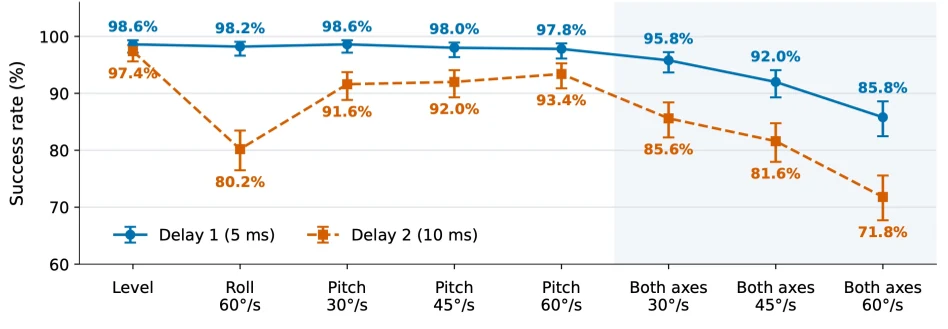 98.6% 98.2% 98.6% 98.0% 97.8% 95.8% 92.0% 85.8%
97.4% 80.2% 91.6% 92.0% 93.4% 85.6% 81.6% 71.8%
Success rate (%)
100
90
80
70
60
Delay 1 (5 ms) Delay 2 (10 ms)
Level Roll Pitch Pitch Pitch Both axes Both axes Both axes
60°/s 30°/s 45°/s 60°/s 30°/s 45°/s 60°/s